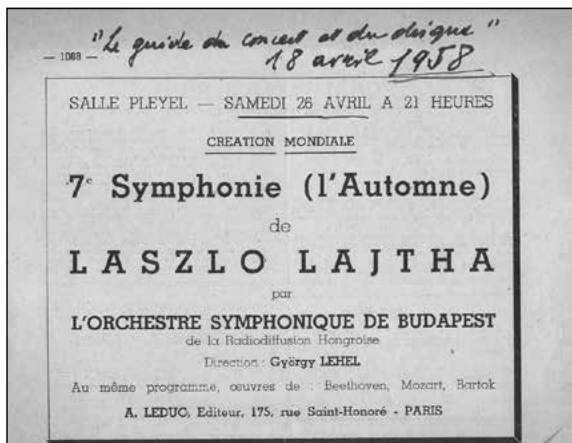 "Le guide du concert et du disque"
— 1088 —
18 avril 1958
SALLE PLEYEL — SAMEDI 26 AVRIL A 21 HEURES
CREATION MONDIALE
7e Symphonie (l'Automne)
de
LASZLO LAJTHA
par
L'ORCHESTRE SYMPHONIQUE DE BUDAPEST
de la Radiodiffusion Hongroise
Direction : György LEHEL
Au même programme, œuvres de : Beethoven, Mozart, Bartok
A. LEDUC, Editeur, 175, rue Saint-Honoré - PARIS